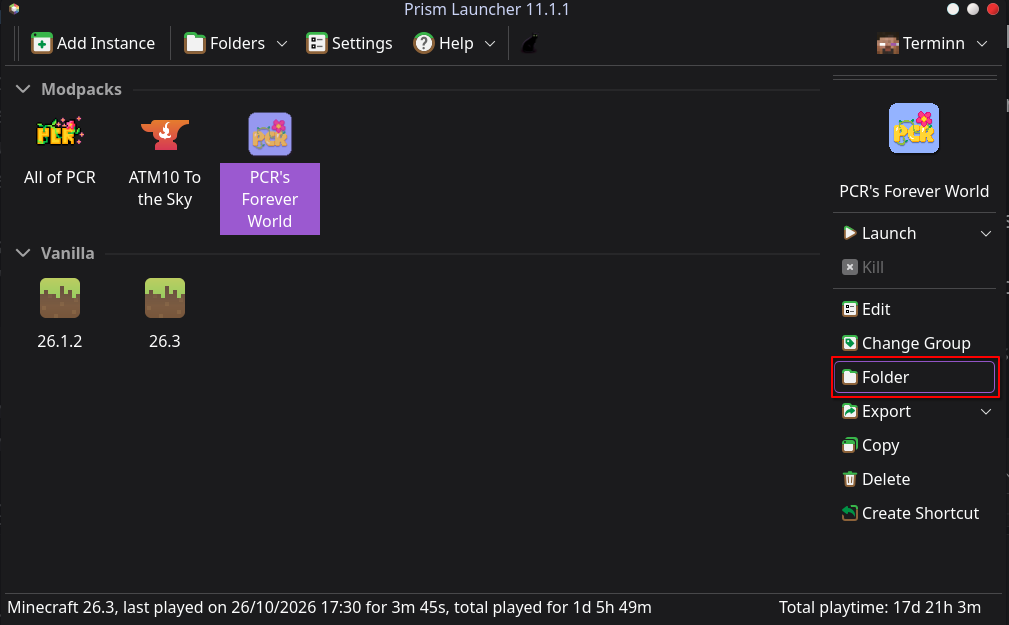 Prism Launcher 11.1.1
Add Instance
Folders
Settings
Help
Terminn
Modpacks
PCR
All of PCR
ATM10 To
the Sky
PCR
PCR's
Forever
World
Vanilla
26.1.2
26.3
PCR
PCR's Forever World
Launch
Kill
Edit
Change Group
Folder
Export
Copy
Delete
Create Shortcut
Minecraft 26.3, last played on 26/10/2026 17:30 for 3m 45s, total played for 1d 5h 49m
Total playtime: 17d 21h 3m